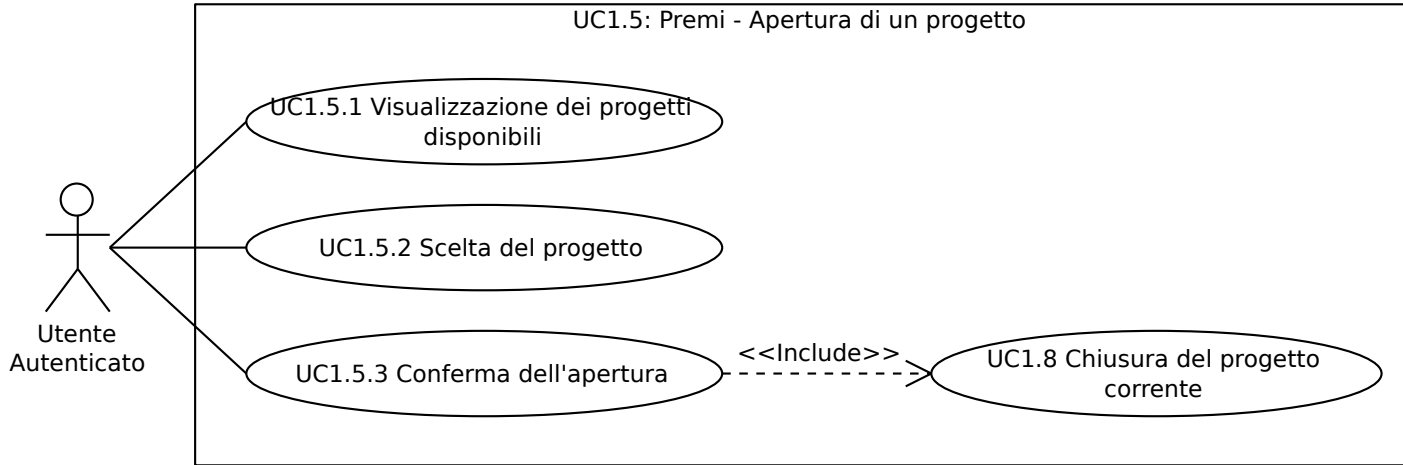 UC1.5: Premi - Apertura di un progetto
UC1.5.1 Visualizzazione dei progetti
disponibili
UC1.5.2 Scelta del progetto
Utente
Autenticato
UC1.5.3 Conferma dell'apertura
<<Include>>
UC1.8 Chiusura del progetto
corrente